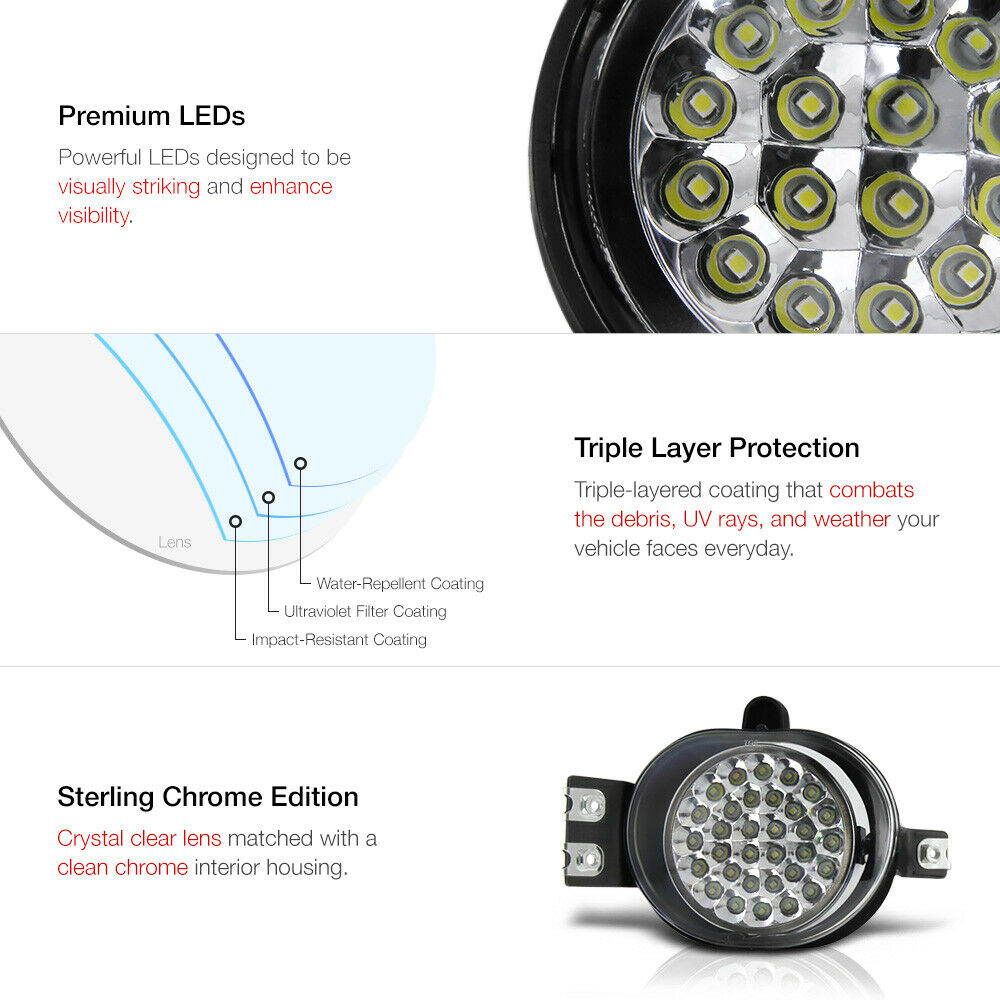 Premium LEDs
Powerful LEDs designed to be
visually striking and enhance
visibility.
Triple Layer Protection
Triple-layered coating that combats
the debris, UV rays, and weather your
vehicle faces everyday.
Lens
Water-Repellent Coating
Ultraviolet Filter Coating
Impact-Resistant Coating
Sterling Chrome Edition
Crystal clear lens matched with a
clean chrome interior housing.